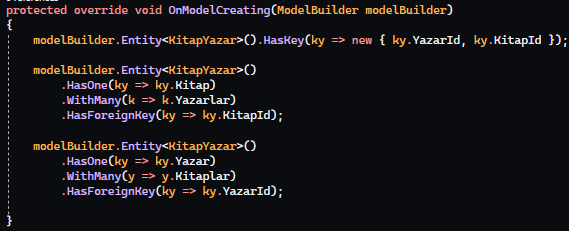 protected override void OnModelCreating(ModelBuilder modelBuilder)
{
    modelBuilder.Entity<KitapYazar>().HasKey(ky => new { ky.YazarId, ky.KitapId });

    modelBuilder.Entity<KitapYazar>()
        .HasOne(ky => ky.Kitap)
        .WithMany(k => k.Yazarlar)
        .HasForeignKey(ky => ky.KitapId);

    modelBuilder.Entity<KitapYazar>()
        .HasOne(ky => ky.Yazar)
        .WithMany(y => y.Kitaplar)
        .HasForeignKey(ky => ky.YazarId);

}